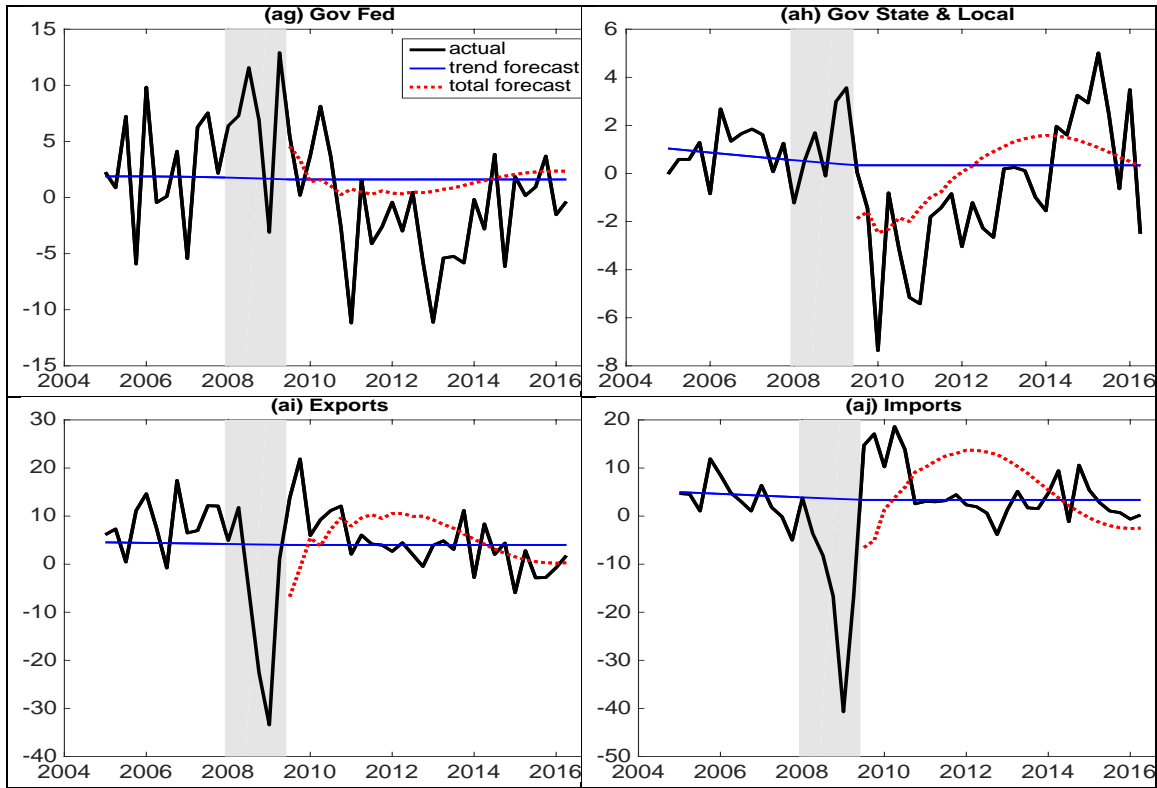 (ag) Gov Fed
15
10
5
0
-5
-10
-15
2004 2006 2008 2010 2012 2014 2016
actual
trend forecast
total forecast
(ah) Gov State & Local
6
4
2
0
-2
-4
-6
-8
2004 2006 2008 2010 2012 2014 2016
(ai) Exports
30
20
10
0
-10
-20
-30
-40
2004 2006 2008 2010 2012 2014 2016
(aj) Imports
20
10
0
-10
-20
-30
-40
-50
2004 2006 2008 2010 2012 2014 2016